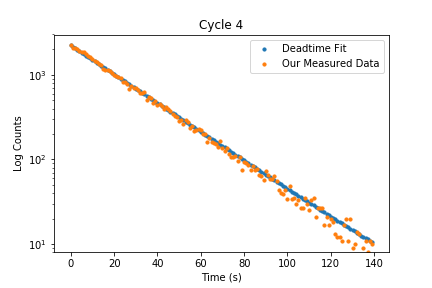 Cycle 4
Deadtime Fit
Our Measured Data
Log Counts
10³
10²
10¹
0 20 40 60 80 100 120 140
Time (s)